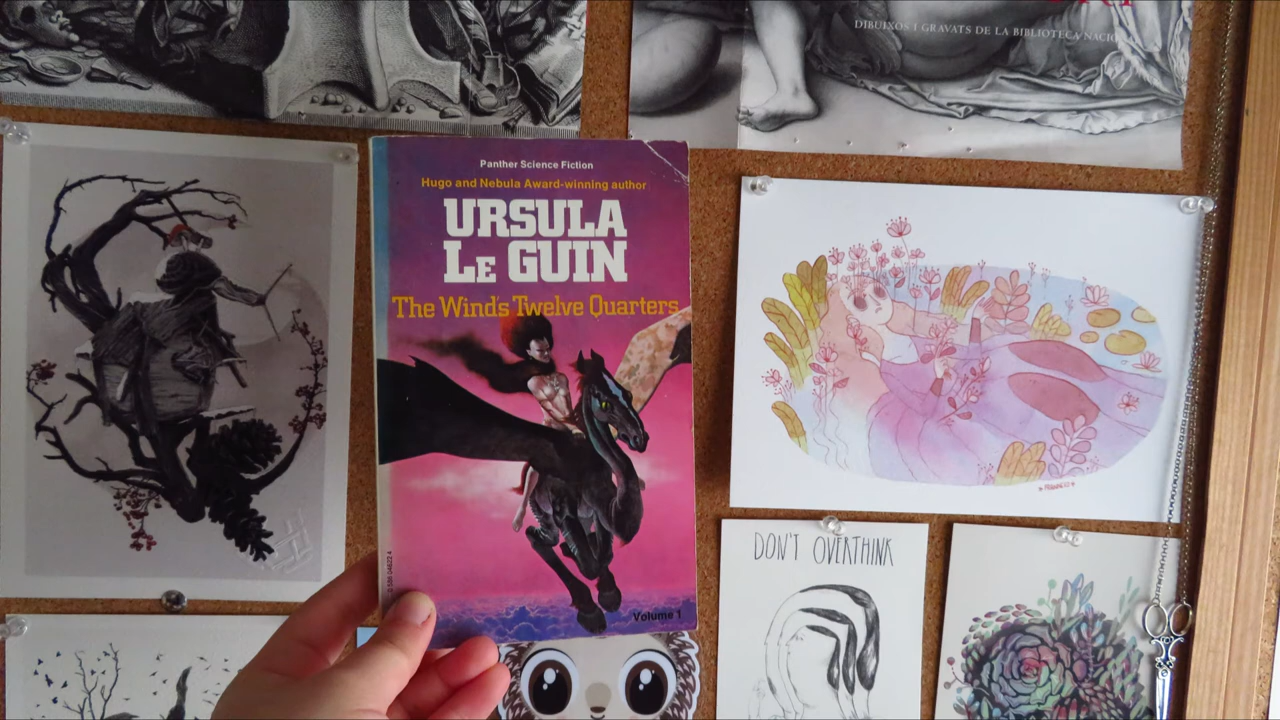 DIBUIXOS I GRAVATS DE LA BIBLIOTECA NACIO
Panther Science Fiction
Hugo and Nebula Award-winning author
URSULA
LE GUIN
The Wind's Twelve Quarters
Volume 1
DON'T OVERTHINK